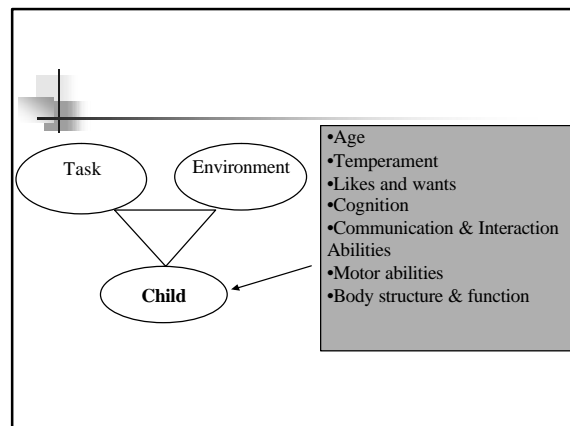 Task
Environment
Child
•Age
•Temperament
•Likes and wants
•Cognition
•Communication & Interaction
Abilities
•Motor abilities
•Body structure & function